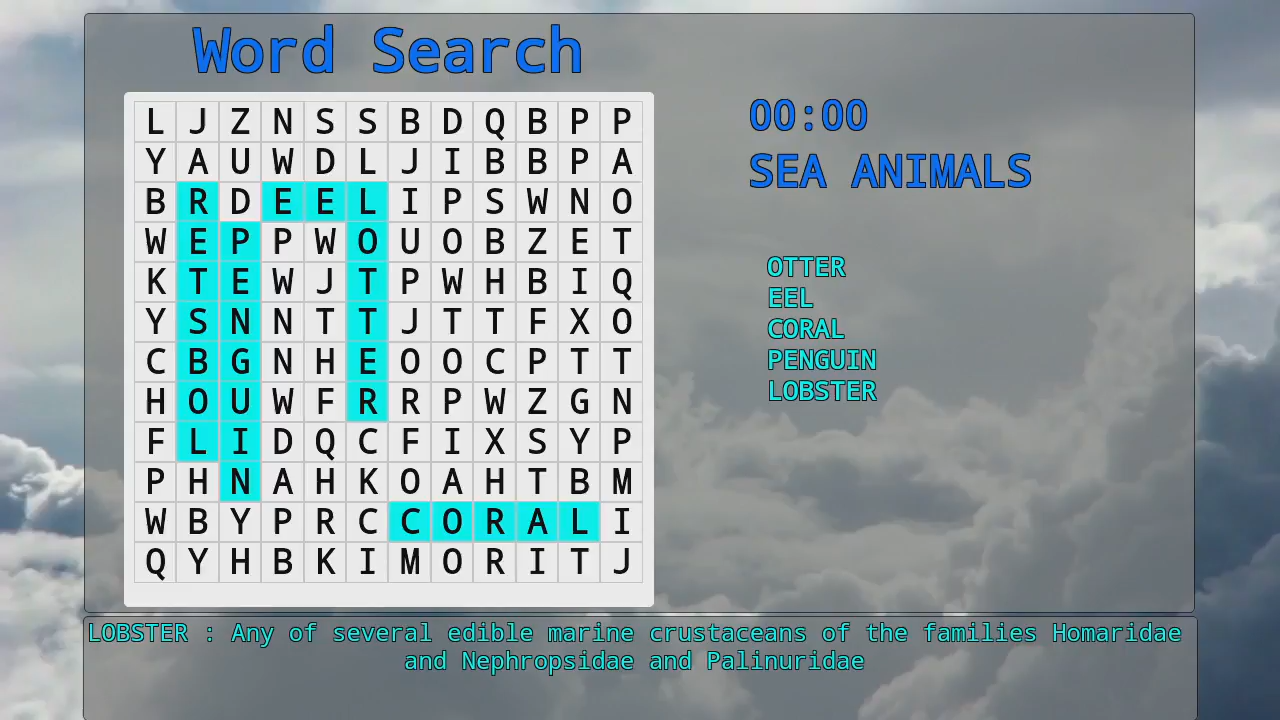 Word Search
L J Z N S S B D Q B P P
Y A U W D L J I B B P A
B R D E E L I P S W N O
W E P P W O U O B Z E T
K T E W J T P W H B I Q
Y S N N T T J T T F X O
C B G N H E O O C P T T
H O U W F R R P W Z G N
F L I D Q C F I X S Y P
P H N A H K O A H T B M
W B Y P R C C O R A L I
Q Y H B K I M O R I T J
00:00
SEA ANIMALS
OTTER
EEL
CORAL
PENGUIN
LOBSTER
LOBSTER : Any of several edible marine crustaceans of the families Homaridae
and Nephropsidae and Palinuridae